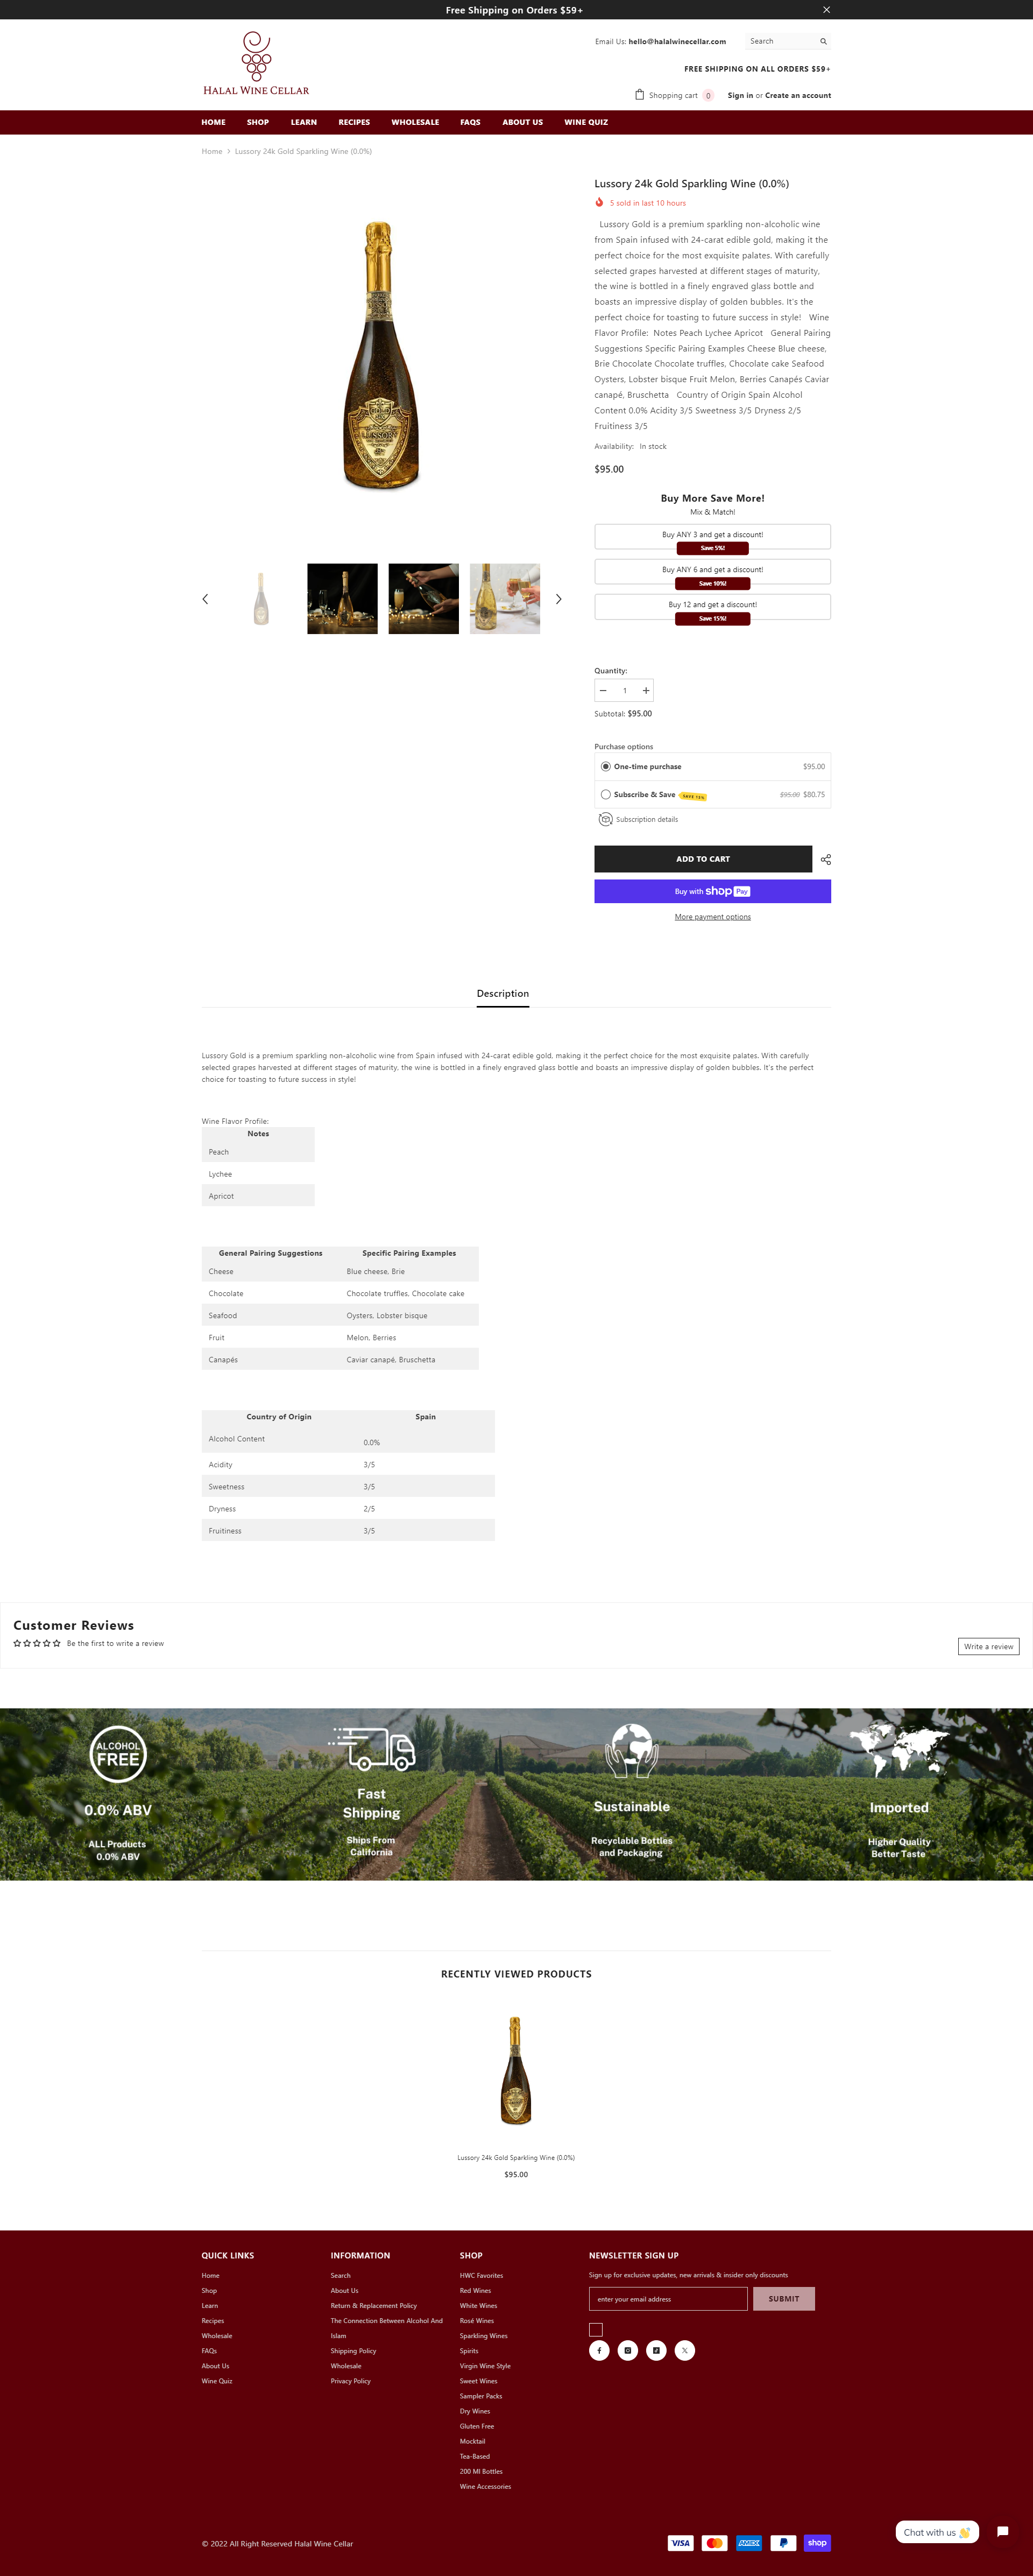 Free Shipping on Orders $59+
HALAL WINE CELLAR
Email Us: hello@halalwinecellar.com
Search
FREE SHIPPING ON ALL ORDERS $59+
Shopping cart 0
Sign in or Create an account
HOME SHOP LEARN RECIPES WHOLESALE FAQS ABOUT US WINE QUIZ
Home > Lussory 24k Gold Sparkling Wine (0.0%)
LUSSORY
Lussory 24k Gold Sparkling Wine (0.0%)
5 sold in last 10 hours
Lussory Gold is a premium sparkling non-alcoholic wine
from Spain infused with 24-carat edible gold, making it the
perfect choice for the most exquisite palates. With carefully
selected grapes harvested at different stages of maturity,
the wine is bottled in a finely engraved glass bottle and
boasts an impressive display of golden bubbles. It's the
perfect choice for toasting to future success in style! Wine
Flavor Profile: Notes Peach Lychee Apricot General Pairing
Suggestions Specific Pairing Examples Cheese Blue cheese,
Brie Chocolate Chocolate truffles, Chocolate cake Seafood
Oysters, Lobster bisque Fruit Melon, Berries Canapés Caviar
canapé, Bruschetta Country of Origin Spain Alcohol
Content 0.0% Acidity 3/5 Sweetness 3/5 Dryness 2/5
Fruitiness 3/5
Availability: In stock
$95.00
Buy More Save More!
Mix & Match!
Buy ANY 3 and get a discount!
Save 5%!
Buy ANY 6 and get a discount!
Save 10%!
Buy 12 and get a discount!
Save 15%!
Quantity:
1
Subtotal: $95.00
Purchase options
One-time purchase $95.00
Subscribe & Save SAVE 15% $95.00 $80.75
Subscription details
ADD TO CART
Buy with shop Pay
More payment options
Description
Lussory Gold is a premium sparkling non-alcoholic wine from Spain infused with 24-carat edible gold, making it the perfect choice for the most exquisite palates. With carefully
selected grapes harvested at different stages of maturity, the wine is bottled in a finely engraved glass bottle and boasts an impressive display of golden bubbles. It's the perfect
choice for toasting to future success in style!
Wine Flavor Profile:
Notes
Peach
Lychee
Apricot
General Pairing Suggestions Specific Pairing Examples
Cheese Blue cheese, Brie
Chocolate Chocolate truffles, Chocolate cake
Seafood Oysters, Lobster bisque
Fruit Melon, Berries
Canapés Caviar canapé, Bruschetta
Country of Origin Spain
Alcohol Content 0.0%
Acidity 3/5
Sweetness 3/5
Dryness 2/5
Fruitiness 3/5
Customer Reviews
Be the first to write a review
Write a review
ALCOHOL
FREE
0.0% ABV
ALL Products
0.0% ABV
Fast
Shipping
Ships From
California
Sustainable
Recyclable Bottles
and Packaging
Imported
Higher Quality
Better Taste
RECENTLY VIEWED PRODUCTS
Lussory 24k Gold Sparkling Wine (0.0%)
$95.00
QUICK LINKS
Home
Shop
Learn
Recipes
Wholesale
FAQs
About Us
Wine Quiz
INFORMATION
Search
About Us
Return & Replacement Policy
The Connection Between Alcohol And
Islam
Shipping Policy
Wholesale
Privacy Policy
SHOP
HWC Favorites
Red Wines
White Wines
Rosé Wines
Sparkling Wines
Spirits
Virgin Wine Style
Sweet Wines
Sampler Packs
Dry Wines
Gluten Free
Mocktail
Tea-Based
200 Ml Bottles
Wine Accessories
NEWSLETTER SIGN UP
Sign up for exclusive updates, new arrivals & insider only discounts
enter your email address
SUBMIT
© 2022 All Right Reserved Halal Wine Cellar
VISA AMEX PayPal shop
Chat with us 👋